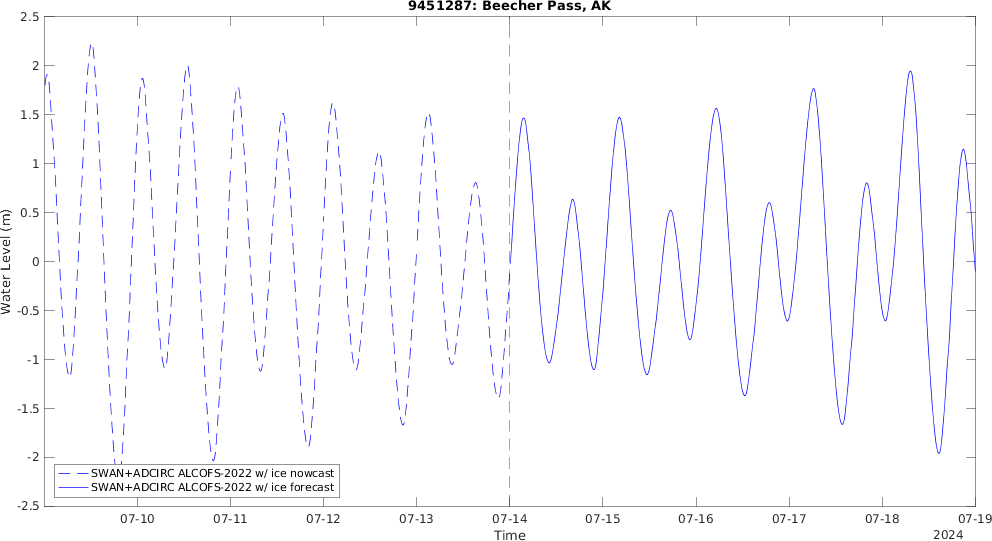 9451287: Beecher Pass, AK
2.5
2
1.5
1
0.5
0
-0.5
-1
-1.5
-2
-2.5
Water Level (m)
SWAN+ADCIRC ALCOFS-2022 w/ ice nowcast
SWAN+ADCIRC ALCOFS-2022 w/ ice forecast
07-10 07-11 07-12 07-13 07-14 07-15 07-16 07-17 07-18 07-19
Time
2024